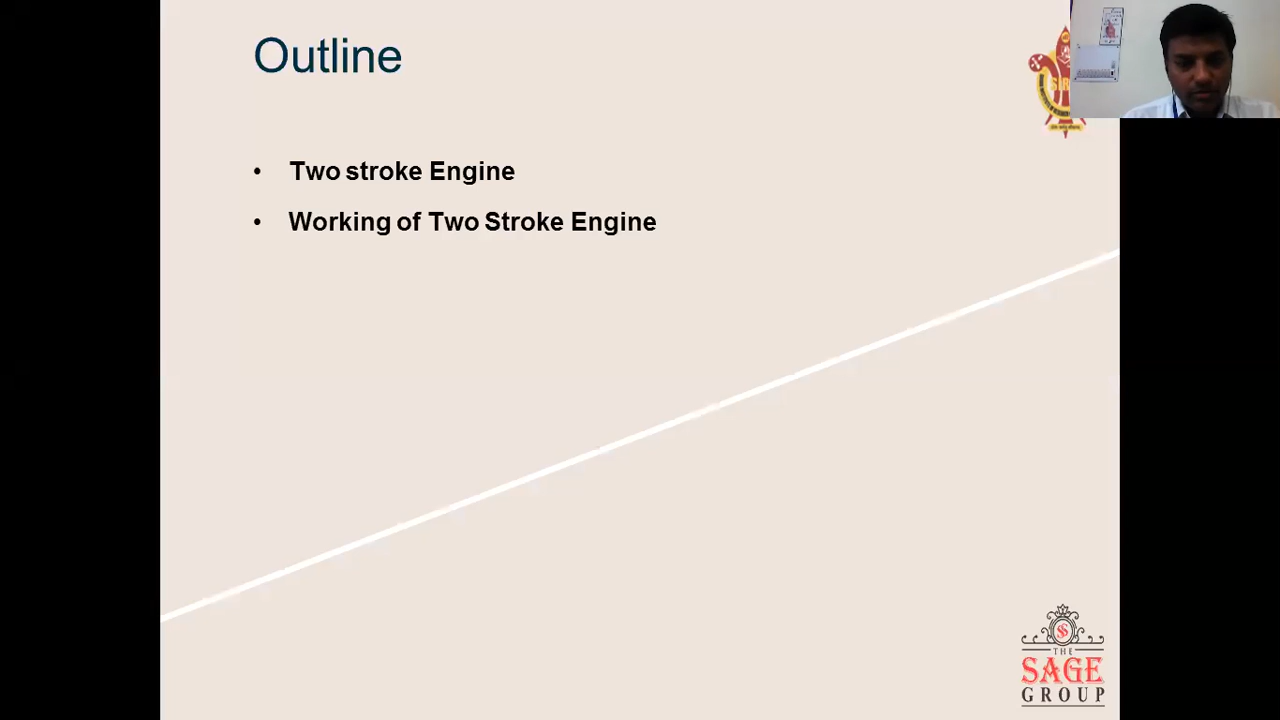 Outline
• Two stroke Engine
• Working of Two Stroke Engine
THE
SAGE
GROUP